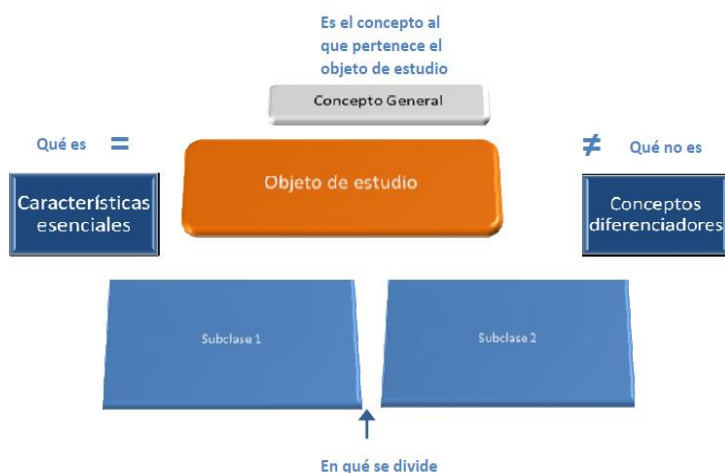 Es el concepto al
que pertenece el
objeto de estudio
Concepto General
Qué es =
≠ Qué no es
Objeto de estudio
Características
esenciales
Conceptos
diferenciadores
Subclase 1
Subclase 2
En qué se divide